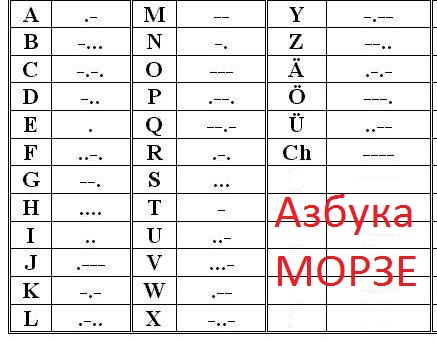 A .- M -- Y -.--
B -... N -. Z --..
C -.-. O --- Ä .-.-
D -.. P .--. Ö ---.
E . Q --.- Ü ..--
F ..-. R .-. Ch ----
G --. S ...
H .... T - Азбука
I .. U ..-
J .--- V ...- МОРЗЕ
K -.- W .--
L .-.. X -..-